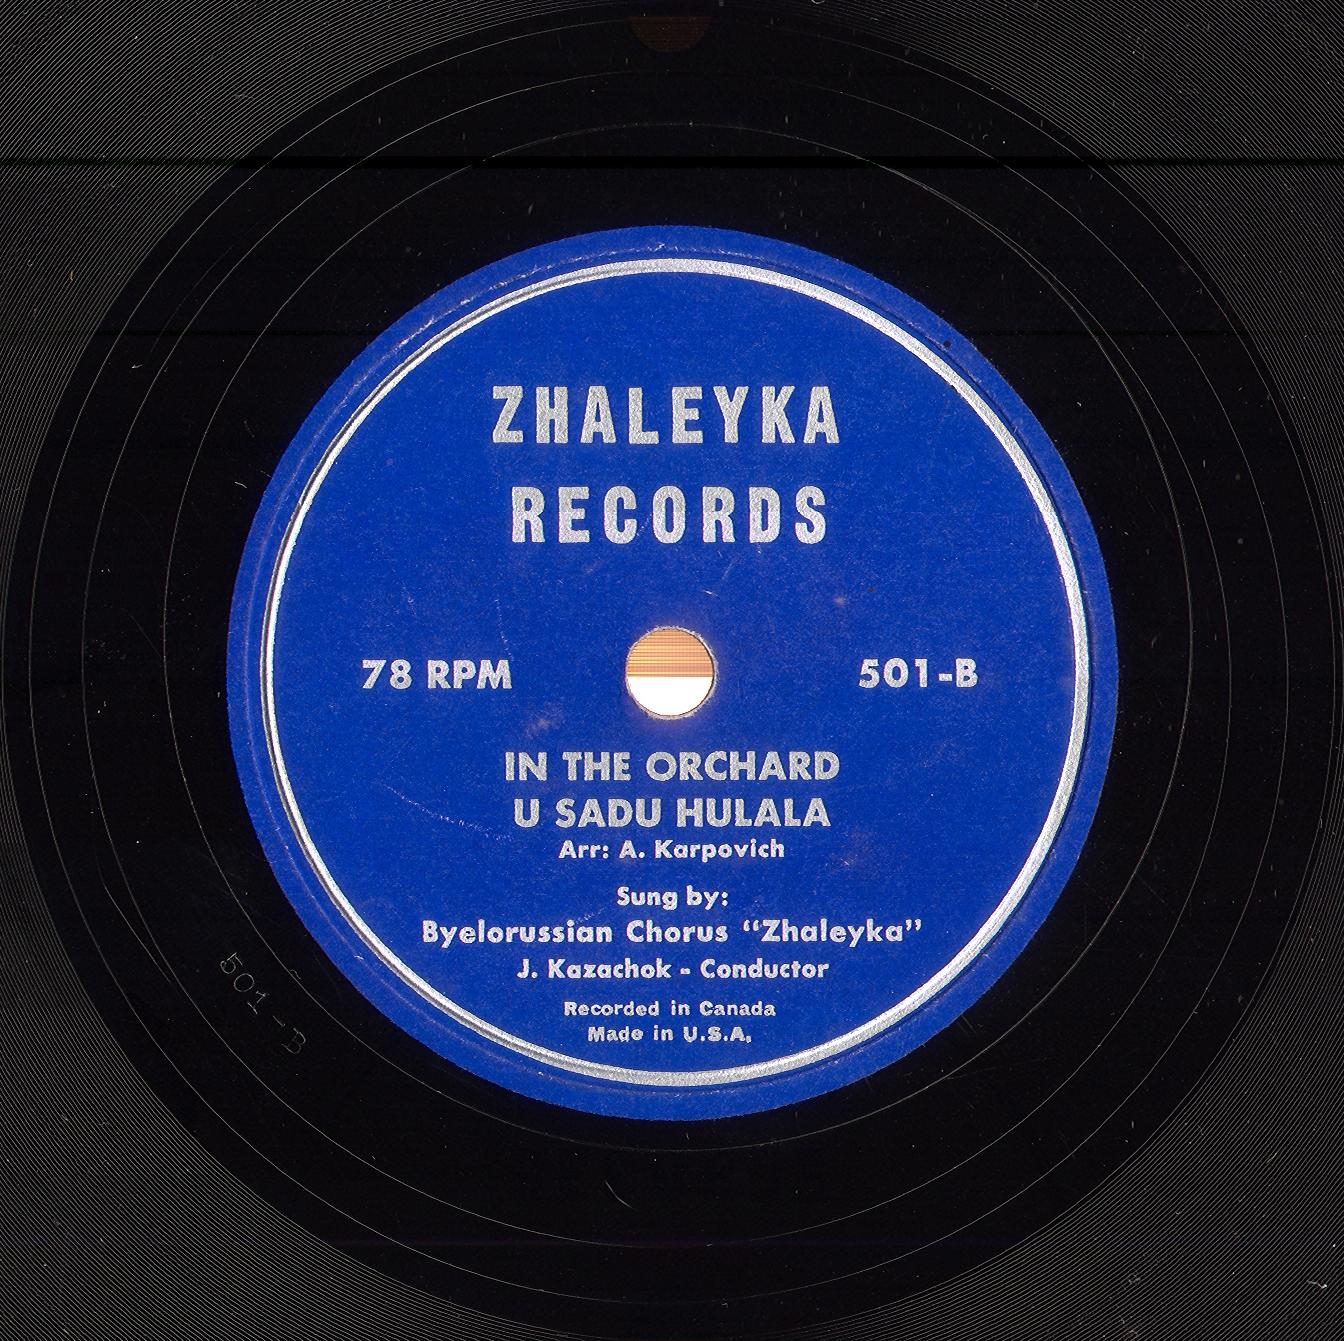 ZHALEYKA
RECORDS
78 RPM
501-B
IN THE ORCHARD
U SADU HULALA
Arr: A. Karpovich
Sung by:
Byelorussian Chorus “Zhaleyka”
J. Kazachok - Conductor
Recorded in Canada
Made in U.S.A.
501-B